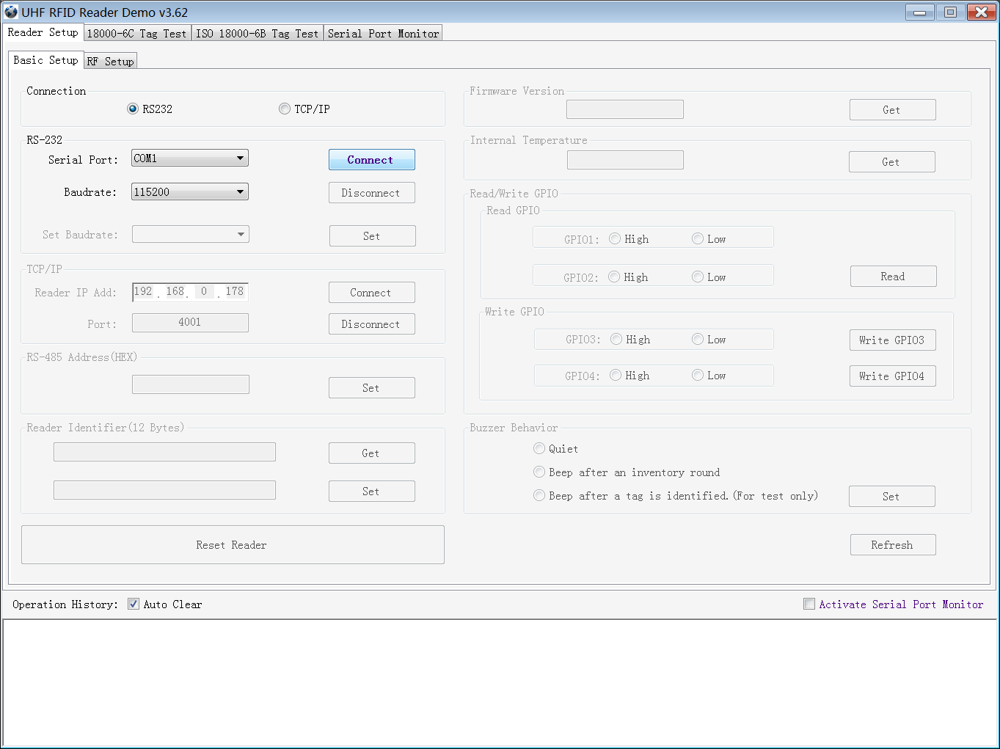 UHF RFID Reader Demo v3.62
Reader Setup 18000-6C Tag Test ISO 18000-6B Tag Test Serial Port Monitor
Basic Setup RF Setup
Connection
RS232 TCP/IP
RS-232
Serial Port: COM1 Connect
Baudrate: 115200 Disconnect
Set Baudrate: Set
TCP/IP
Reader IP Add: 192 . 168 . 0 . 178 Connect
Port: 4001 Disconnect
RS-485 Address(HEX)
Set
Reader Identifier(12 Bytes)
Get
Set
Reset Reader
Firmware Version
Get
Internal Temperature
Get
Read/Write GPIO
Read GPIO
GPIO1: High Low
GPIO2: High Low
Read
Write GPIO
GPIO3: High Low Write GPIO3
GPIO4: High Low Write GPIO4
Buzzer Behavior
Quiet
Beep after an inventory round
Beep after a tag is identified.(For test only) Set
Refresh
Operation History: Auto Clear Activate Serial Port Monitor